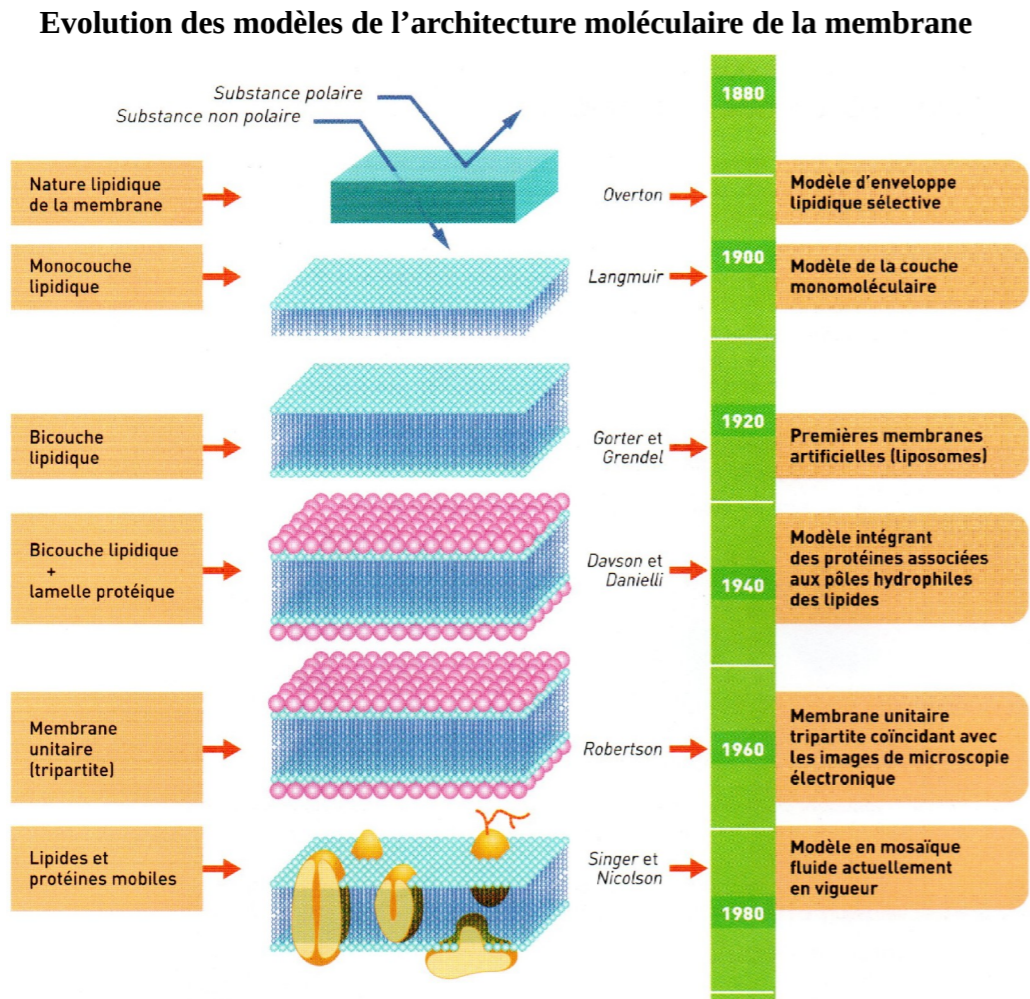 Evolution des modèles de l’architecture moléculaire de la membrane
Substance polaire
Substance non polaire
1880
Nature lipidique
de la membrane
Overton
Modèle d’enveloppe
lipidique sélective
Monocouche
lipidique
Langmuir
1900
Modèle de la couche
monomoléculaire
Bicouche
lipidique
Gorter et
Grendel
1920
Premières membranes
artificielles (liposomes)
Bicouche lipidique
+
lamelle protéique
Davson et
Danielli
1940
Modèle intégrant
des protéines associées
aux pôles hydrophiles
des lipides
Membrane
unitaire
(tripartite)
Robertson
1960
Membrane unitaire
tripartite coïncidant avec
les images de microscopie
électronique
Lipides et
protéines mobiles
Singer et
Nicolson
Modèle en mosaïque
fluide actuellement
en vigueur
1980